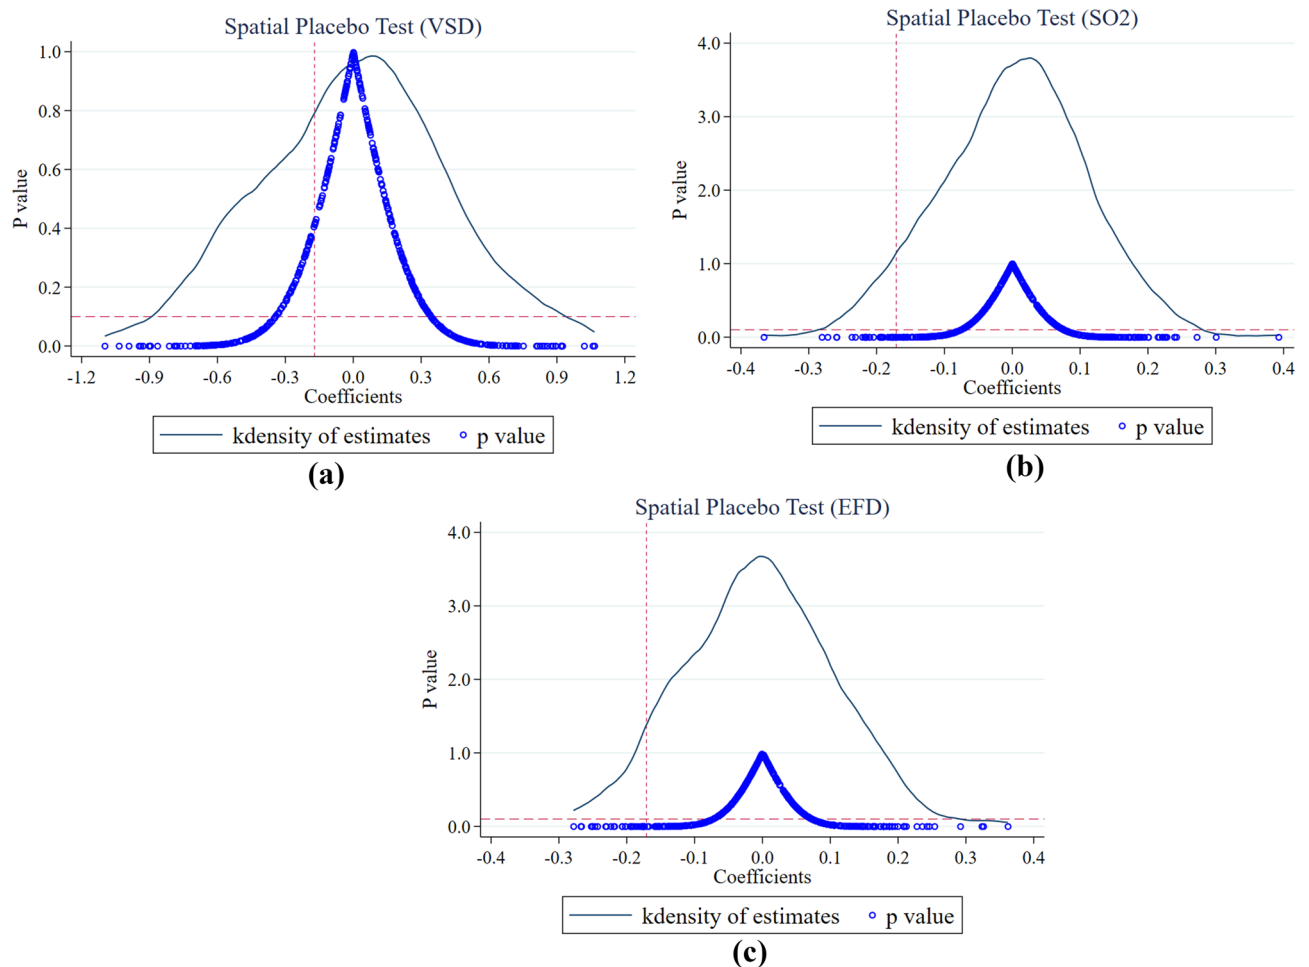 Spatial Placebo Test (VSD)
P value
1.0
0.8
0.6
0.4
0.2
0.0
-1.2 -0.9 -0.6 -0.3 0.0 0.3 0.6 0.9 1.2
Coefficients
kdensity of estimates p value
(a)
Spatial Placebo Test (SO2)
P value
4.0
3.0
2.0
1.0
0.0
-0.4 -0.3 -0.2 -0.1 0.0 0.1 0.2 0.3 0.4
Coefficients
kdensity of estimates p value
(b)
Spatial Placebo Test (EFD)
P value
4.0
3.0
2.0
1.0
0.0
-0.4 -0.3 -0.2 -0.1 0.0 0.1 0.2 0.3 0.4
Coefficients
kdensity of estimates p value
(c)